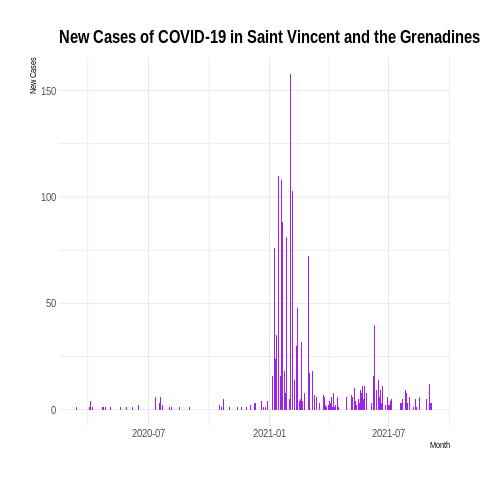 New Cases of COVID-19 in Saint Vincent and the Grenadines
New Cases
150
100
50
0
2020-07 2021-01 2021-07
Month